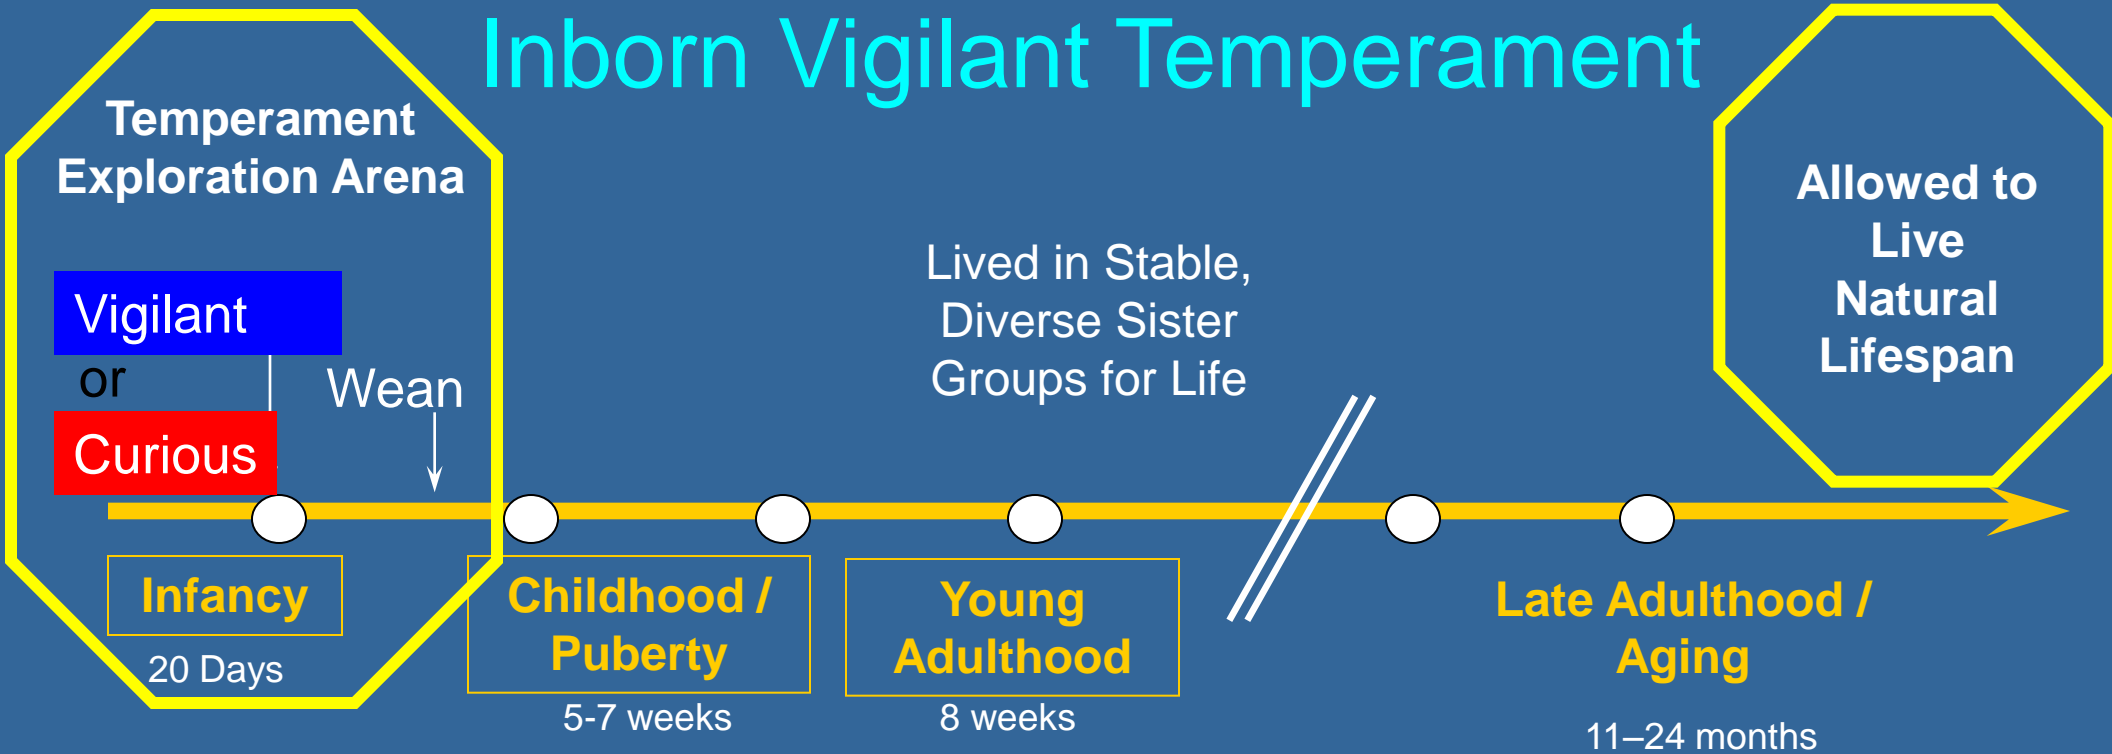 Inborn Vigilant Temperament
Temperament
Exploration Arena
Vigilant
or
Curious
Wean
Lived in Stable,
Diverse Sister
Groups for Life
Allowed to
Live
Natural
Lifespan
Infancy
20 Days
Childhood /
Puberty
5-7 weeks
Young
Adulthood
8 weeks
Late Adulthood /
Aging
11–24 months